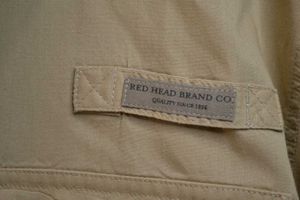 RED HEAD BRAND CO.
QUALITY SINCE 1856